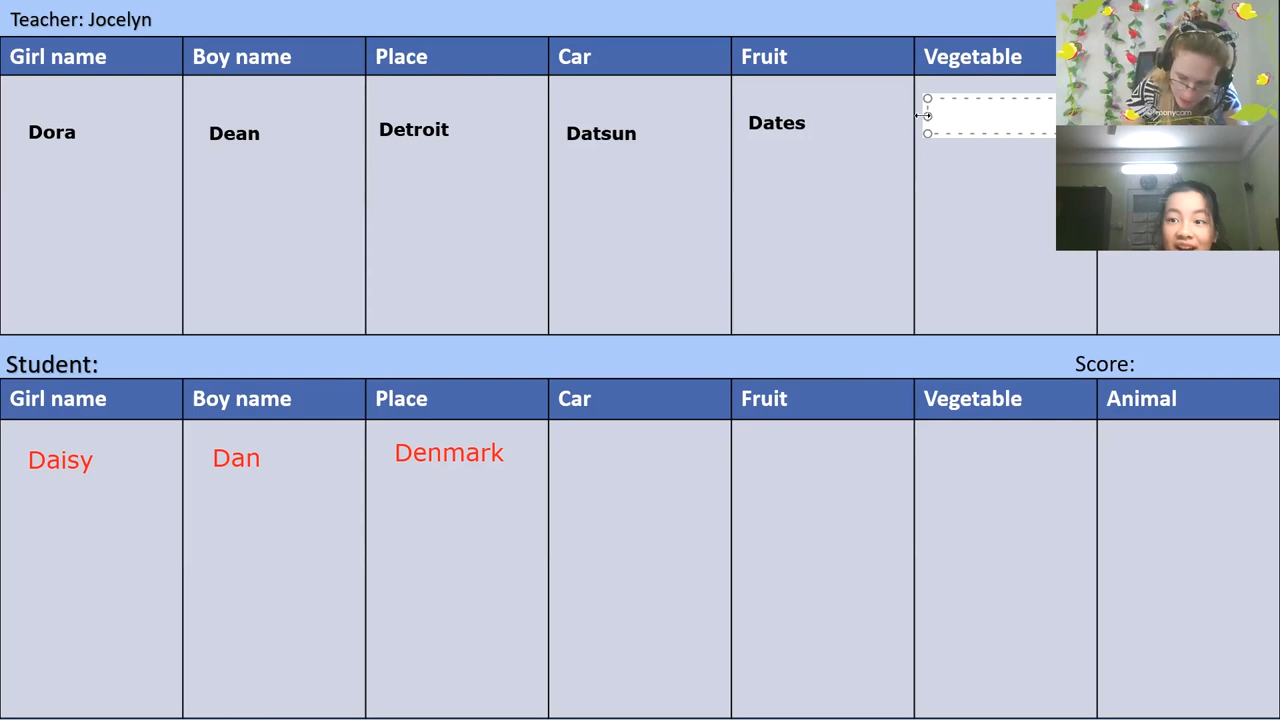 Teacher: Jocelyn
Girl name Boy name Place Car Fruit Vegetable
Dora Dean Detroit Datsun Dates
Student: Score:
Girl name Boy name Place Car Fruit Vegetable Animal
Daisy Dan Denmark